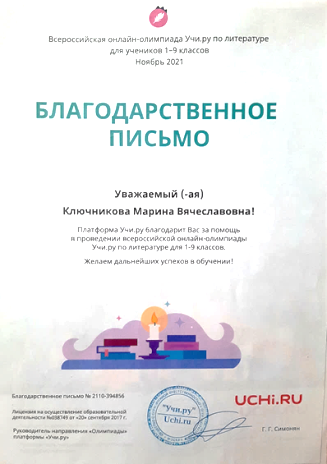 Всероссийская онлайн-олимпиада Учи.ру по литературе
для учеников 1–9 классов
Ноябрь 2021
БЛАГОДАРСТВЕННОЕ
ПИСЬМО
Уважаемый (-ая)
Ключникова Марина Вячеславовна!
Платформа Учи.ру благодарит Вас за помощь
в проведении всероссийской онлайн-олимпиады
Учи.ру по литературе для 1-9 классов.
Желаем дальнейших успехов в обучении!
Благодарственное письмо № 2110-394856
UCHi.RU
Лицензия на осуществление образовательной
деятельности №038749 от «20» сентября 2017 г.
"Учи.ру"
Uchi.ru
Руководитель направления «Олимпиады»
платформы «Учи.ру»
Г. Г. Симонян